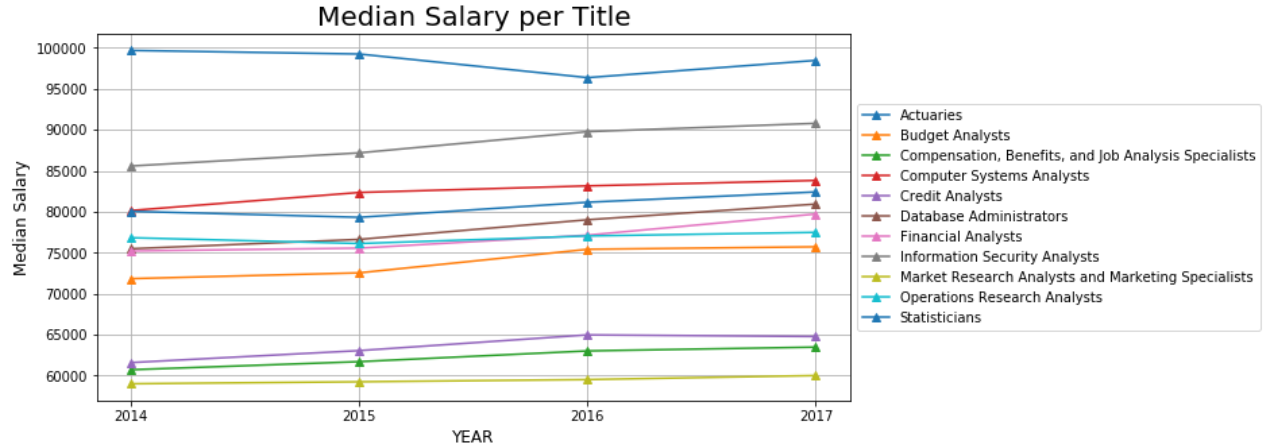 Median Salary per Title
100000
95000
90000
85000
80000
75000
70000
65000
60000
Median Salary
2014
2015
2016
2017
YEAR
Actuaries
Budget Analysts
Compensation, Benefits, and Job Analysis Specialists
Computer Systems Analysts
Credit Analysts
Database Administrators
Financial Analysts
Information Security Analysts
Market Research Analysts and Marketing Specialists
Operations Research Analysts
Statisticians